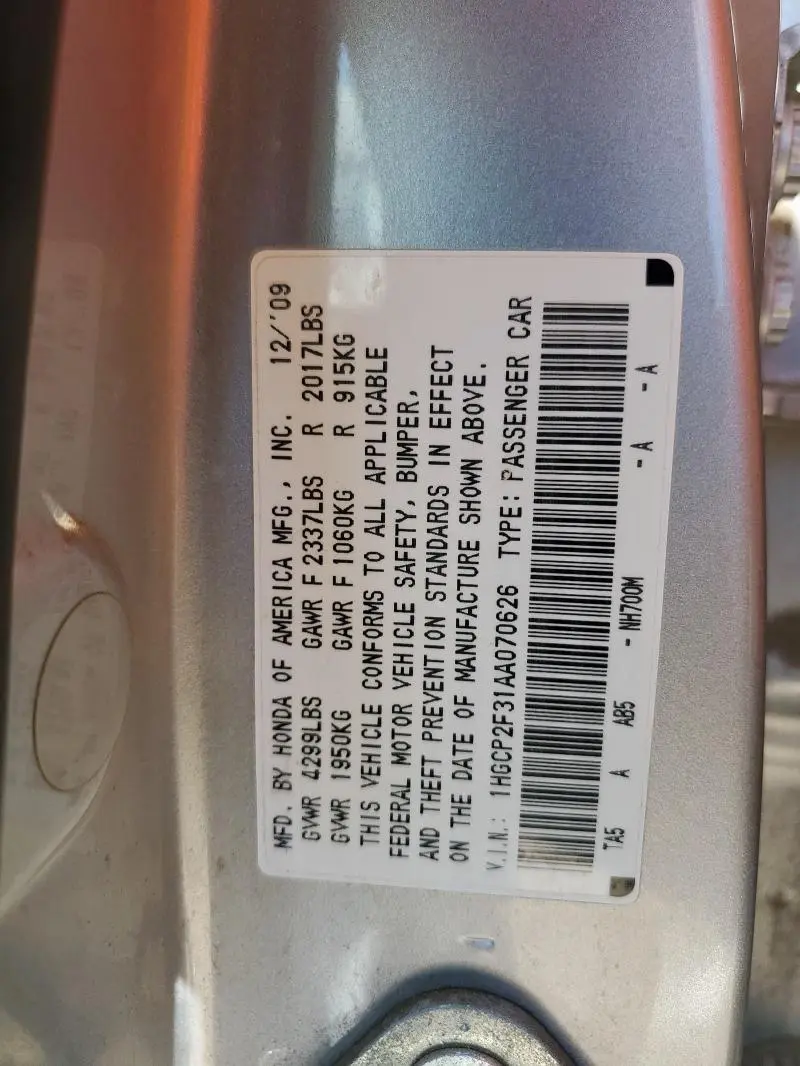 MFD. BY HONDA OF AMERICA MFG., INC. 12/'09
GVWR 4299LBS GAWR F 2337LBS R 2017LBS
GVWR 1950KG GAWR F 1060KG R 915KG
THIS VEHICLE CONFORMS TO ALL APPLICABLE
FEDERAL MOTOR VEHICLE SAFETY, BUMPER,
AND THEFT PREVENTION STANDARDS IN EFFECT
ON THE DATE OF MANUFACTURE SHOWN ABOVE.
V.I.N.: 1HGCP2F31AA070626 TYPE: PASSENGER CAR
TA5 A AB5 - NH700M - A - A